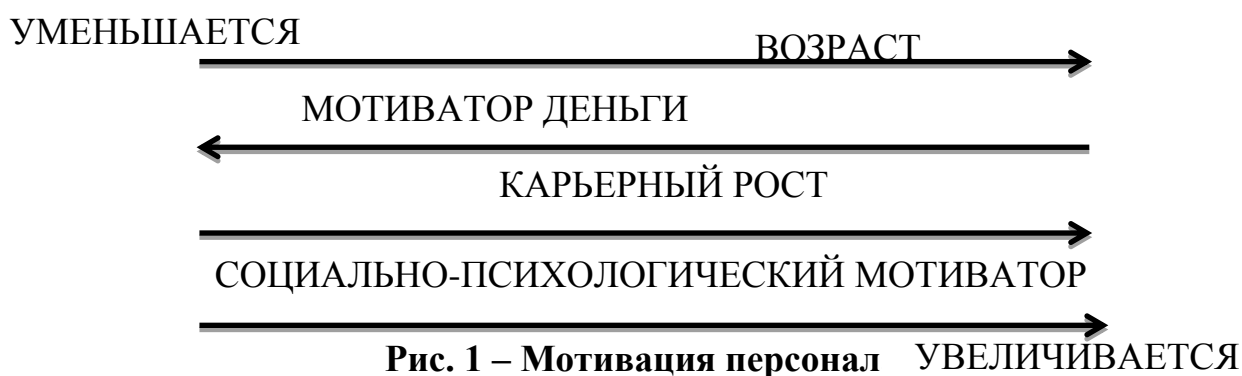 УМЕНЬШАЕТСЯ
ВОЗРАСТ
МОТИВАТОР ДЕНЬГИ
КАРЬЕРНЫЙ РОСТ
СОЦИАЛЬНО-ПСИХОЛОГИЧЕСКИЙ МОТИВАТОР
Рис. 1 – Мотивация персонал УВЕЛИЧИВАЕТСЯ